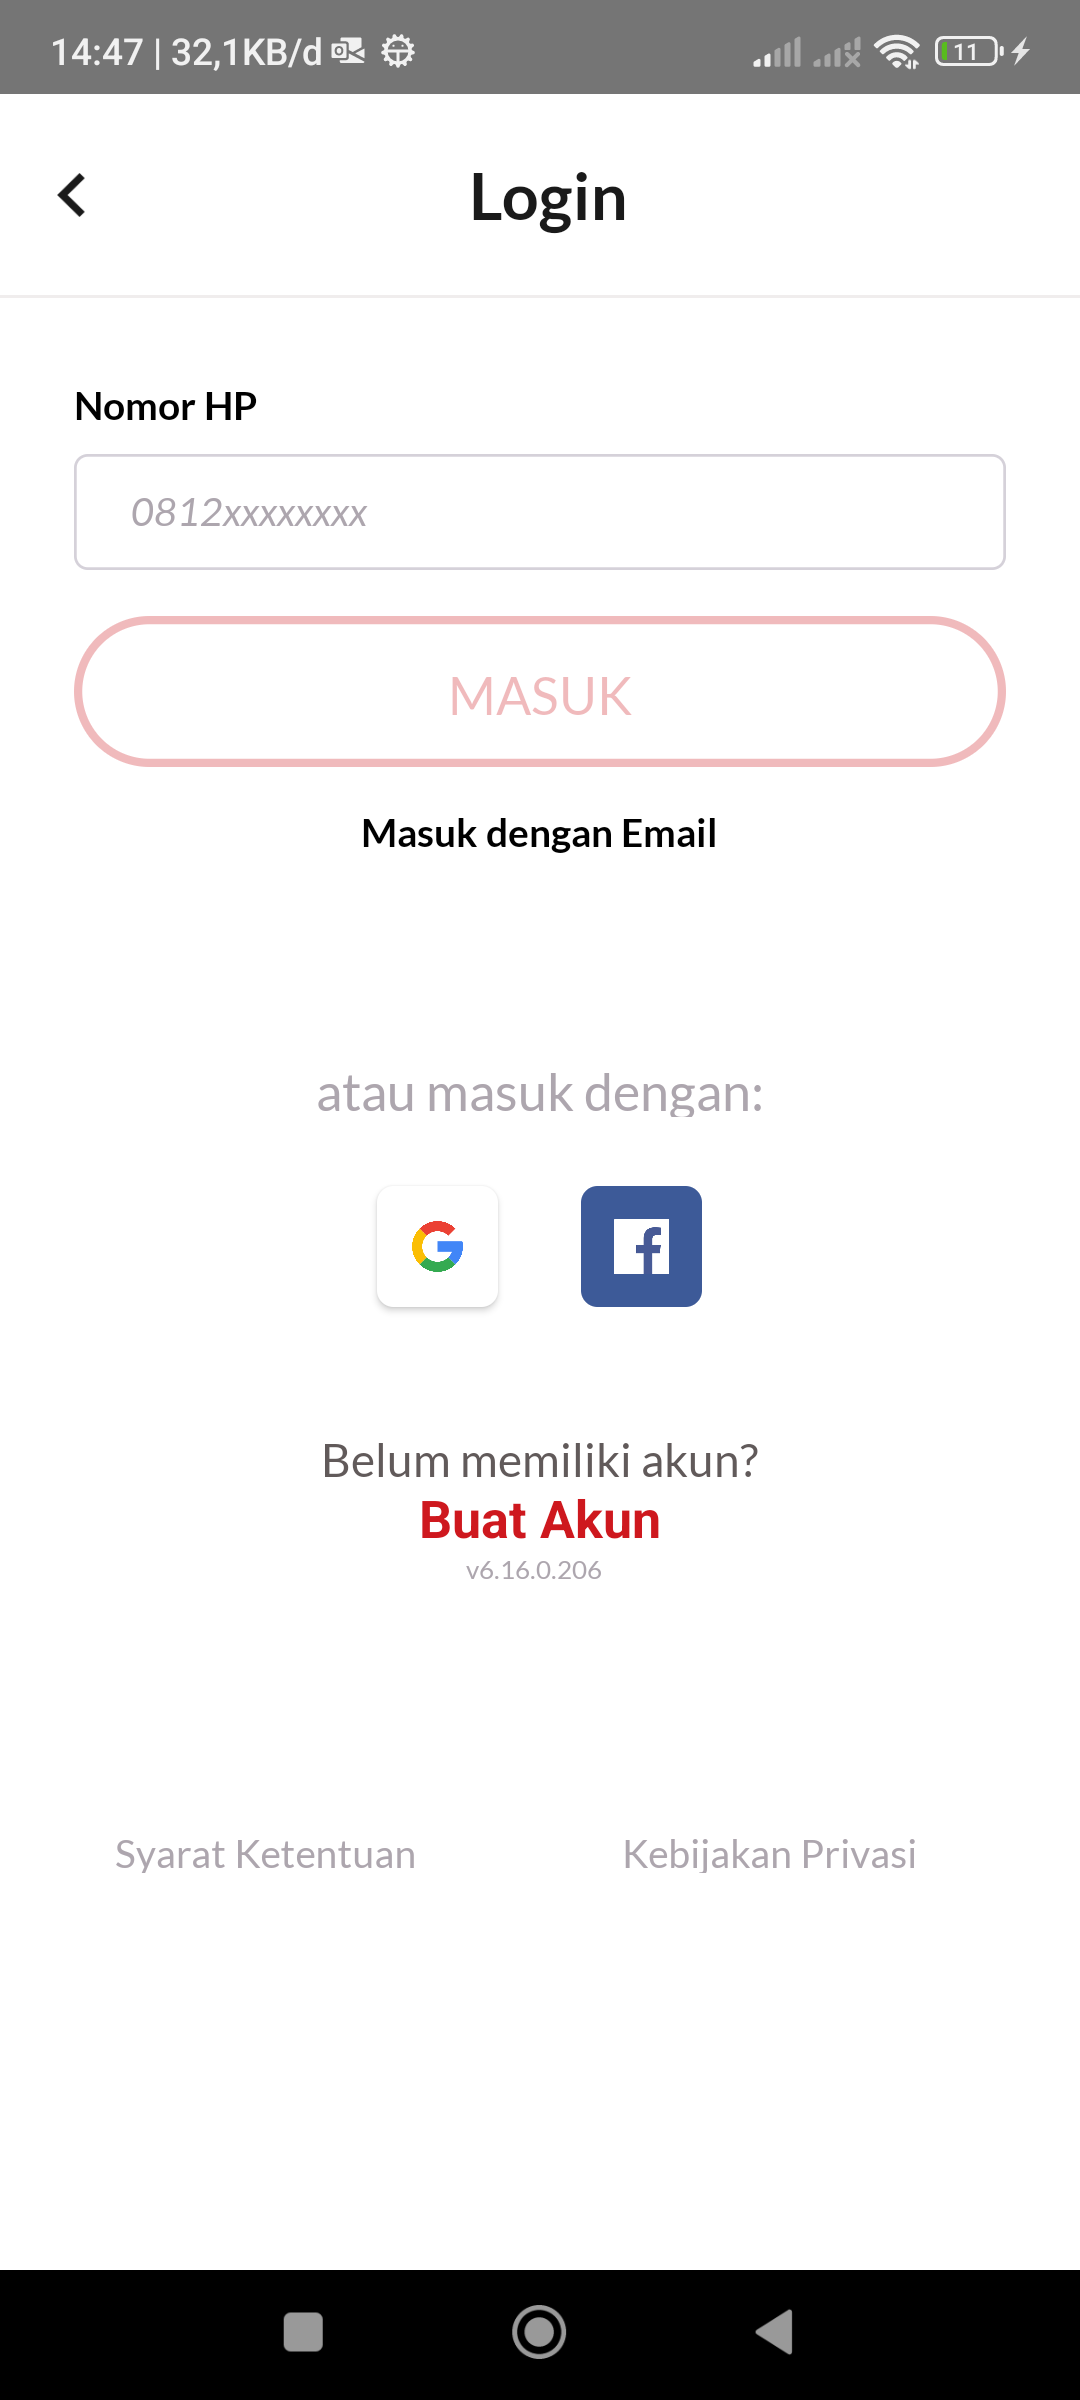 14:47 | 32,1KB/d
11
Login
Nomor HP
0812xxxxxxxx
MASUK
Masuk dengan Email
atau masuk dengan:
Belum memiliki akun?
Buat Akun
v6.16.0.206
Syarat Ketentuan
Kebijakan Privasi